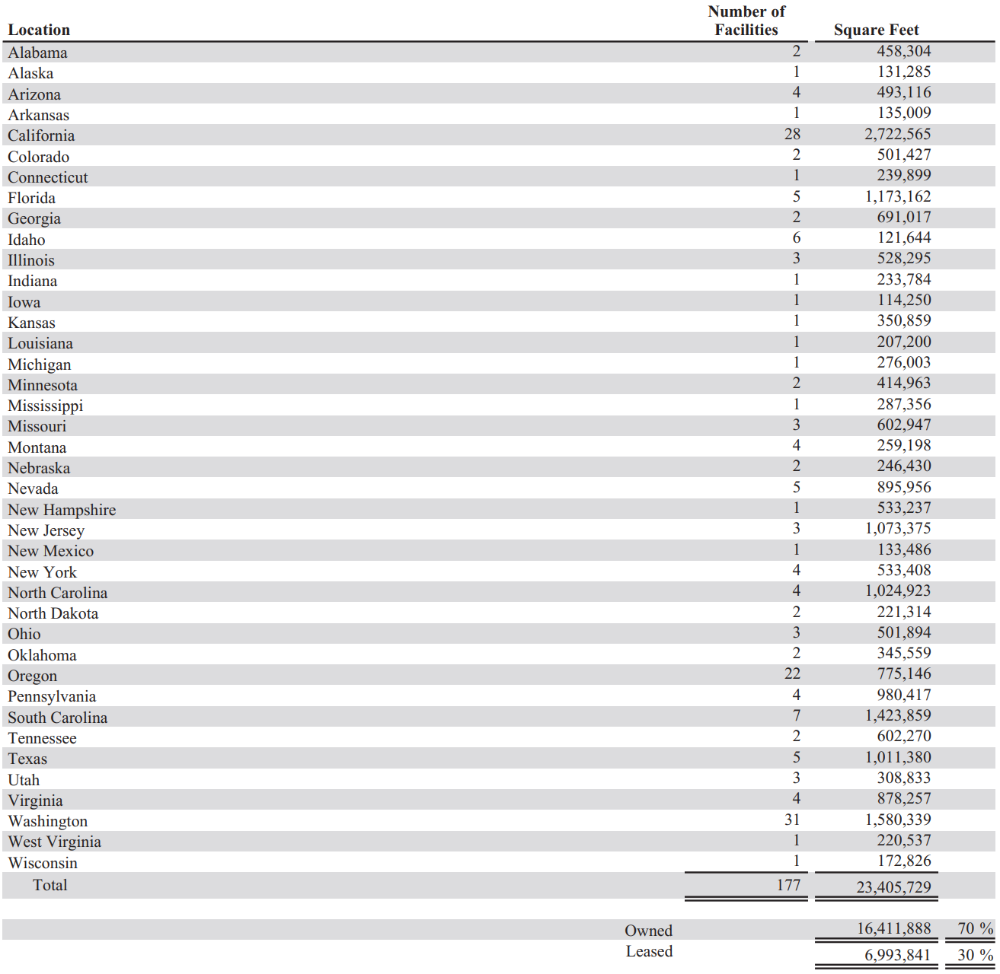 Number of
Location Facilities Square Feet
Alabama 2 458,304
Alaska 1 131,285
Arizona 4 493,116
Arkansas 1 135,009
California 28 2,722,565
Colorado 2 501,427
Connecticut 1 239,899
Florida 5 1,173,162
Georgia 2 691,017
Idaho 6 121,644
Illinois 3 528,295
Indiana 1 233,784
Iowa 1 114,250
Kansas 1 350,859
Louisiana 1 207,200
Michigan 1 276,003
Minnesota 2 414,963
Mississippi 1 287,356
Missouri 3 602,947
Montana 4 259,198
Nebraska 2 246,430
Nevada 5 895,956
New Hampshire 1 533,237
New Jersey 3 1,073,375
New Mexico 1 133,486
New York 4 533,408
North Carolina 4 1,024,923
North Dakota 2 221,314
Ohio 3 501,894
Oklahoma 2 345,559
Oregon 22 775,146
Pennsylvania 4 980,417
South Carolina 7 1,423,859
Tennessee 2 602,270
Texas 5 1,011,380
Utah 3 308,833
Virginia 4 878,257
Washington 31 1,580,339
West Virginia 1 220,537
Wisconsin 1 172,826
Total 177 23,405,729
Owned 16,411,888 70 %
Leased 6,993,841 30 %